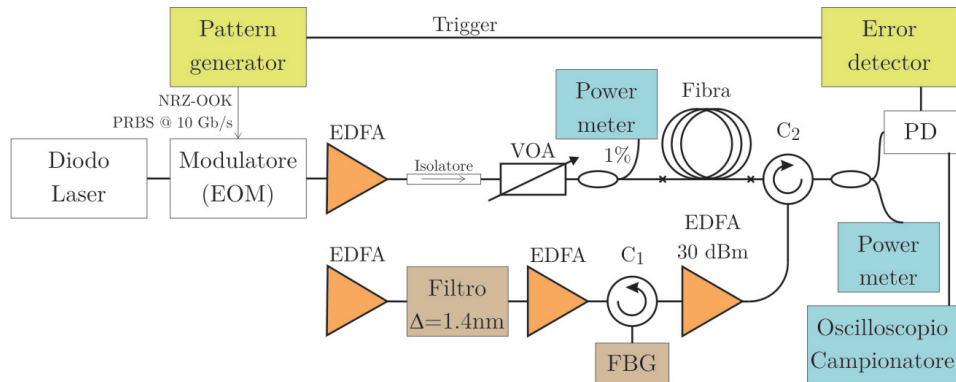 Pattern
generator
Trigger
Error
detector
NRZ-OOK
PRBS @ 10 Gb/s
EDFA
Isolatore
VOA
Power
meter
1%
Fibra
C2
PD
Diodo
Laser
Modulatore
(EOM)
EDFA
Filtro
Δ=1.4nm
EDFA
C1
FBG
EDFA
30 dBm
Power
meter
Oscilloscopio
Campionatore